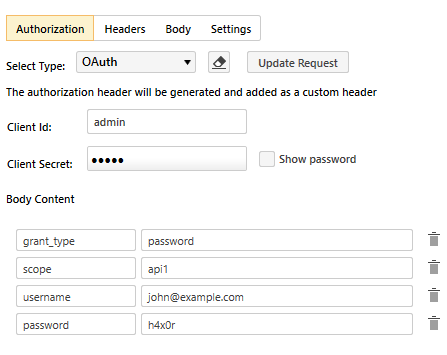 Authorization Headers Body Settings
Select Type: OAuth Update Request
The authorization header will be generated and added as a custom header
Client Id: admin
Client Secret: ••••• Show password
Body Content
grant_type password
scope api1
username john@example.com
password h4x0r